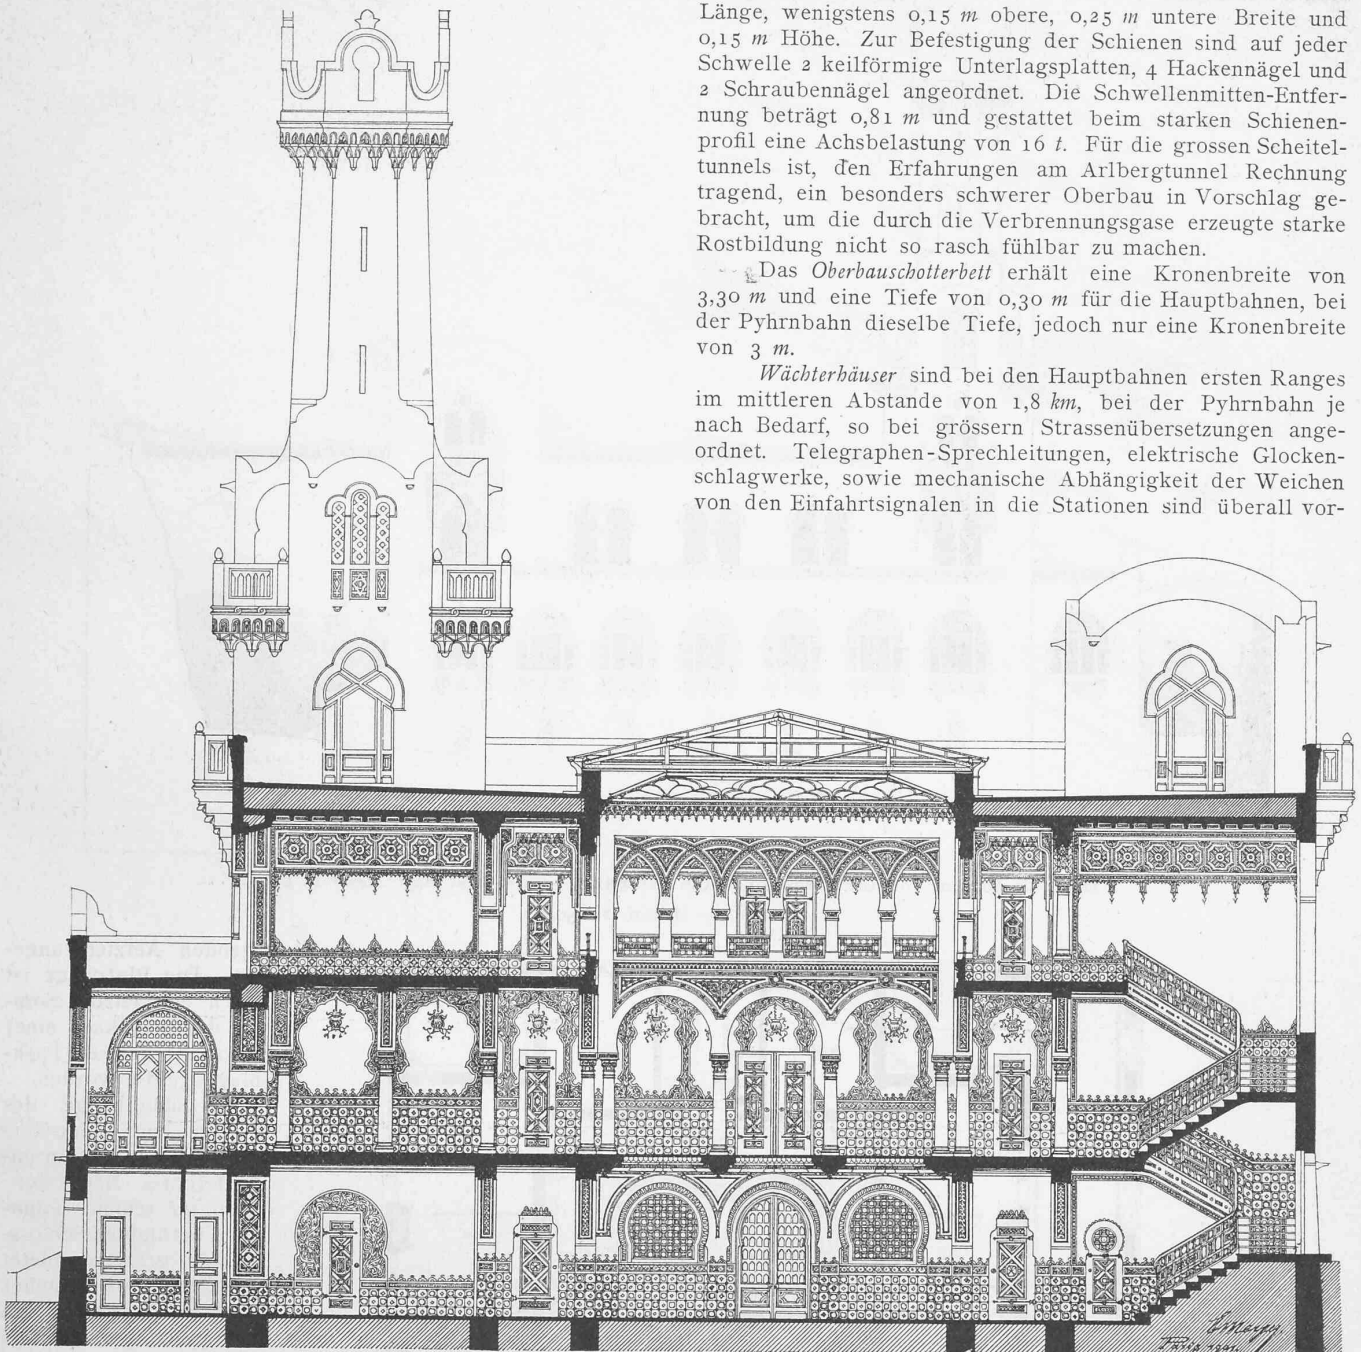 Länge, wenigstens 0,15 m obere, 0,25 m untere Breite und
0,15 m Höhe. Zur Befestigung der Schienen sind auf jeder
Schwelle 2 keilförmige Unterlagsplatten, 4 Hackennägel und
2 Schraubennägel angeordnet. Die Schwellenmitten-Entfer-
nung beträgt 0,81 m und gestattet beim starken Schienen-
profil eine Achsbelastung von 16 t. Für die grossen Scheitel-
tunnels ist, den Erfahrungen am Arlbergtunnel Rechnung
tragend, ein besonders schwerer Oberbau in Vorschlag ge-
bracht, um die durch die Verbrennungsgase erzeugte starke
Rostbildung nicht so rasch fühlbar zu machen.
Das Oberbauschotterbett erhält eine Kronenbreite von
3,30 m und eine Tiefe von 0,30 m für die Hauptbahnen, bei
der Pyhrnbahn dieselbe Tiefe, jedoch nur eine Kronenbreite
von 3 m.
Wächterhäuser sind bei den Hauptbahnen ersten Ranges
im mittleren Abstande von 1,8 km, bei der Pyhrnbahn je
nach Bedarf, so bei grössern Strassenübersetzungen ange-
ordnet. Telegraphen-Sprechleitungen, elektrische Glocken-
schlagwerke, sowie mechanische Abhängigkeit der Weichen
von den Einfahrtsignalen in die Stationen sind überall vor-